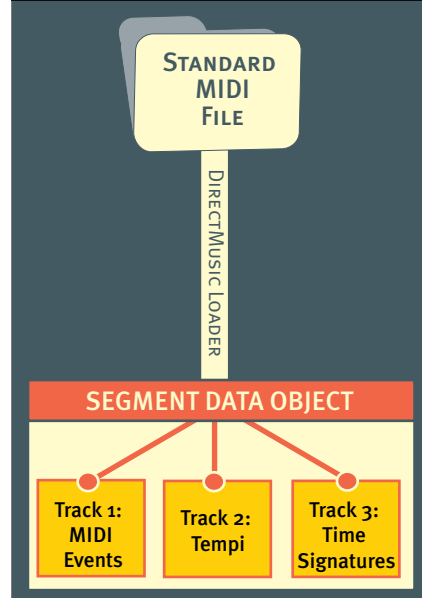 Standard
MIDI
File
DirectMusic Loader
SEGMENT DATA OBJECT
Track 1:
MIDI
Events
Track 2:
Tempi
Track 3:
Time
Signatures